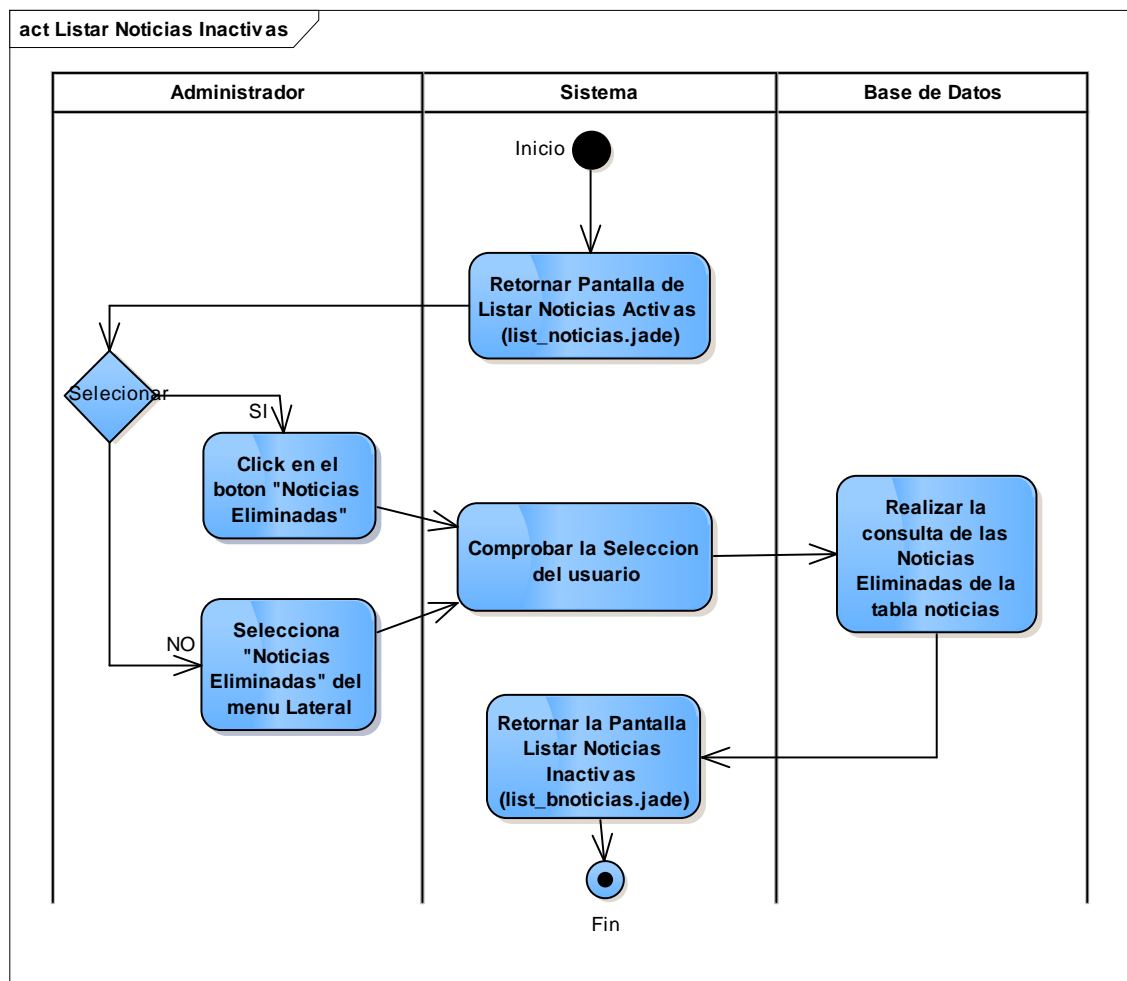 act Listar Noticias Inactivas
Administrador
Sistema
Base de Datos
Inicio
Retornar Pantalla de
Listar Noticias Activas
(list_noticias.jade)
Selecionar
SI
Click en el
boton "Noticias
Eliminadas"
Comprobar la Seleccion
del usuario
Realizar la
consulta de las
Noticias
Eliminadas de la
tabla noticias
NO
Selecciona
"Noticias
Eliminadas" del
menu Lateral
Retornar la Pantalla
Listar Noticias
Inactivas
(list_bnoticias.jade)
Fin